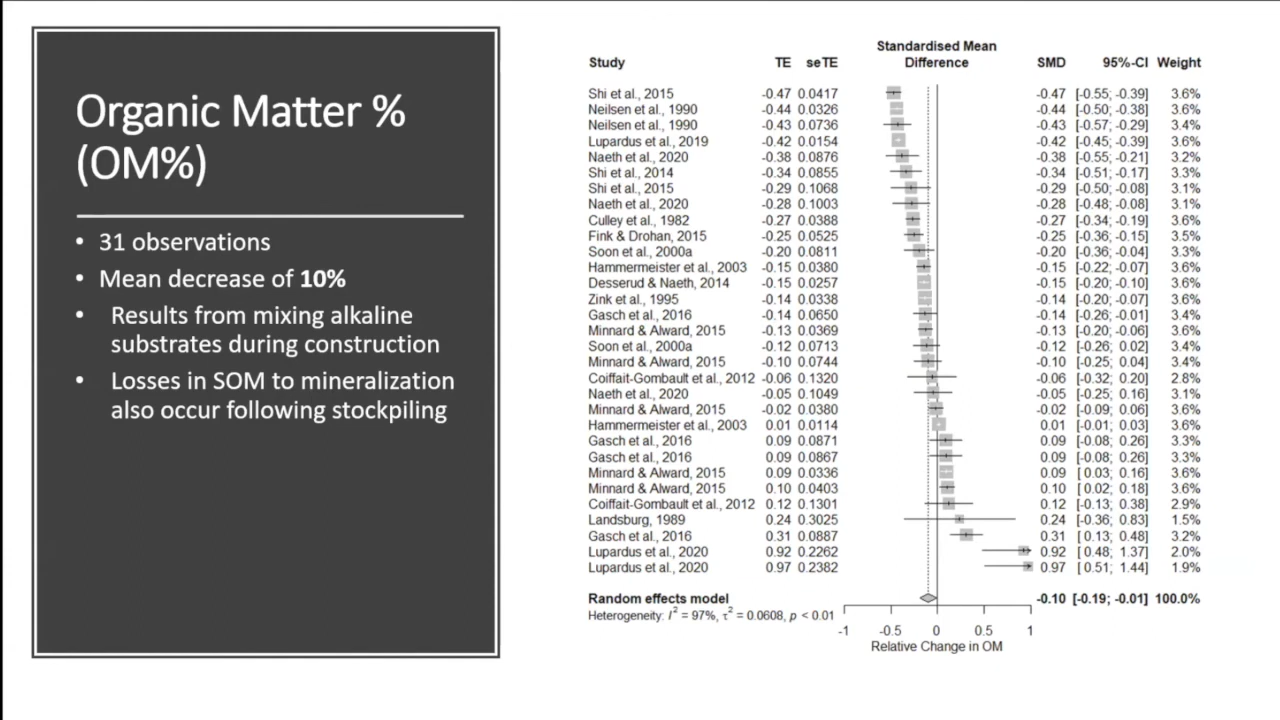 Organic Matter %
(OM%)
• 31 observations
• Mean decrease of 10%
• Results from mixing alkaline
substrates during construction
• Losses in SOM to mineralization
also occur following stockpiling
Standardised Mean
Study TE seTE Difference SMD 95%-CI Weight
Shi et al., 2015 -0.47 0.0417 -0.47 [-0.55; -0.39] 3.6%
Neilsen et al., 1990 -0.44 0.0326 -0.44 [-0.50; -0.38] 3.6%
Neilsen et al., 1990 -0.43 0.0736 -0.43 [-0.57; -0.29] 3.4%
Lupardus et al., 2019 -0.42 0.0154 -0.42 [-0.45; -0.39] 3.6%
Naeth et al., 2020 -0.38 0.0876 -0.38 [-0.55; -0.21] 3.2%
Shi et al., 2014 -0.34 0.0855 -0.34 [-0.51; -0.17] 3.3%
Shi et al., 2015 -0.29 0.1068 -0.29 [-0.50; -0.08] 3.1%
Naeth et al., 2020 -0.28 0.1003 -0.28 [-0.48; -0.08] 3.1%
Culley et al., 1982 -0.27 0.0388 -0.27 [-0.34; -0.19] 3.6%
Fink & Drohan, 2015 -0.25 0.0525 -0.25 [-0.36; -0.15] 3.5%
Soon et al., 2000a -0.20 0.0811 -0.20 [-0.36; -0.04] 3.3%
Hammermeister et al., 2003 -0.15 0.0380 -0.15 [-0.22; -0.07] 3.6%
Desserud & Naeth, 2014 -0.15 0.0257 -0.15 [-0.20; -0.10] 3.6%
Zink et al., 1995 -0.14 0.0338 -0.14 [-0.20; -0.07] 3.6%
Gasch et al., 2016 -0.14 0.0650 -0.14 [-0.26; -0.01] 3.4%
Minnard & Alward, 2015 -0.13 0.0369 -0.13 [-0.20; -0.06] 3.6%
Soon et al., 2000a -0.12 0.0713 -0.12 [-0.26; 0.02] 3.4%
Minnard & Alward, 2015 -0.10 0.0744 -0.10 [-0.25; 0.04] 3.4%
Coiffait-Gombault et al., 2012 -0.06 0.1320 -0.06 [-0.32; 0.20] 2.8%
Naeth et al., 2020 -0.05 0.1049 -0.05 [-0.25; 0.16] 3.1%
Minnard & Alward, 2015 -0.02 0.0380 -0.02 [-0.09; 0.06] 3.6%
Hammermeister et al., 2003 0.01 0.0114 0.01 [-0.01; 0.03] 3.6%
Gasch et al., 2016 0.09 0.0871 0.09 [-0.08; 0.26] 3.3%
Gasch et al., 2016 0.09 0.0867 0.09 [-0.08; 0.26] 3.3%
Minnard & Alward, 2015 0.09 0.0336 0.09 [ 0.03; 0.16] 3.6%
Minnard & Alward, 2015 0.10 0.0403 0.10 [ 0.02; 0.18] 3.6%
Coiffait-Gombault et al., 2012 0.12 0.1301 0.12 [-0.13; 0.38] 2.9%
Landsburg, 1989 0.24 0.3025 0.24 [-0.36; 0.83] 1.5%
Gasch et al., 2016 0.31 0.0887 0.31 [ 0.13; 0.48] 3.2%
Lupardus et al., 2020 0.92 0.2262 0.92 [ 0.48; 1.37] 2.0%
Lupardus et al., 2020 0.97 0.2382 0.97 [ 0.51; 1.44] 1.9%
Random effects model -0.10 [-0.19; -0.01] 100.0%
Heterogeneity: I² = 97%, τ² = 0.0608, p < 0.01
-1 -0.5 0 0.5 1
Relative Change in OM